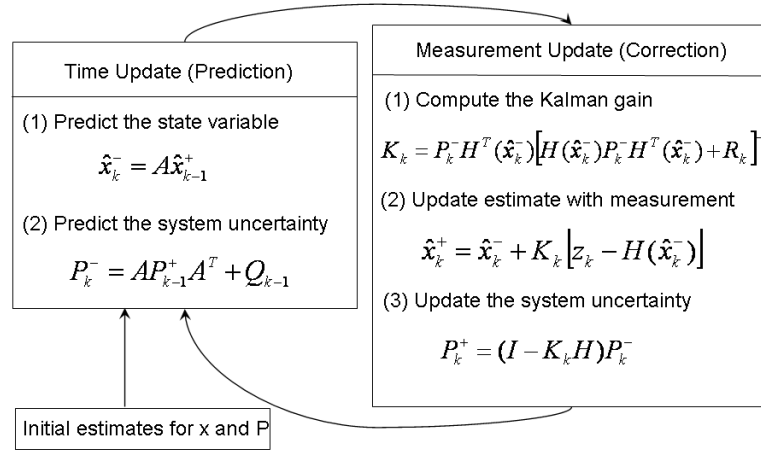 Time Update (Prediction)
(1) Predict the state variable
x̂ₖ⁻ = Ax̂ₖ₋₁⁺
(2) Predict the system uncertainty
Pₖ⁻ = APₖ₋₁⁺Aᵀ + Qₖ₋₁
Initial estimates for x and P
Measurement Update (Correction)
(1) Compute the Kalman gain
Kₖ = Pₖ⁻Hᵀ(x̂ₖ⁻)[H(x̂ₖ⁻)Pₖ⁻Hᵀ(x̂ₖ⁻) + Rₖ]⁻
(2) Update estimate with measurement
x̂ₖ⁺ = x̂ₖ⁻ + Kₖ⌊zₖ − H(x̂ₖ⁻)⌋
(3) Update the system uncertainty
Pₖ⁺ = (I − KₖH)Pₖ⁻